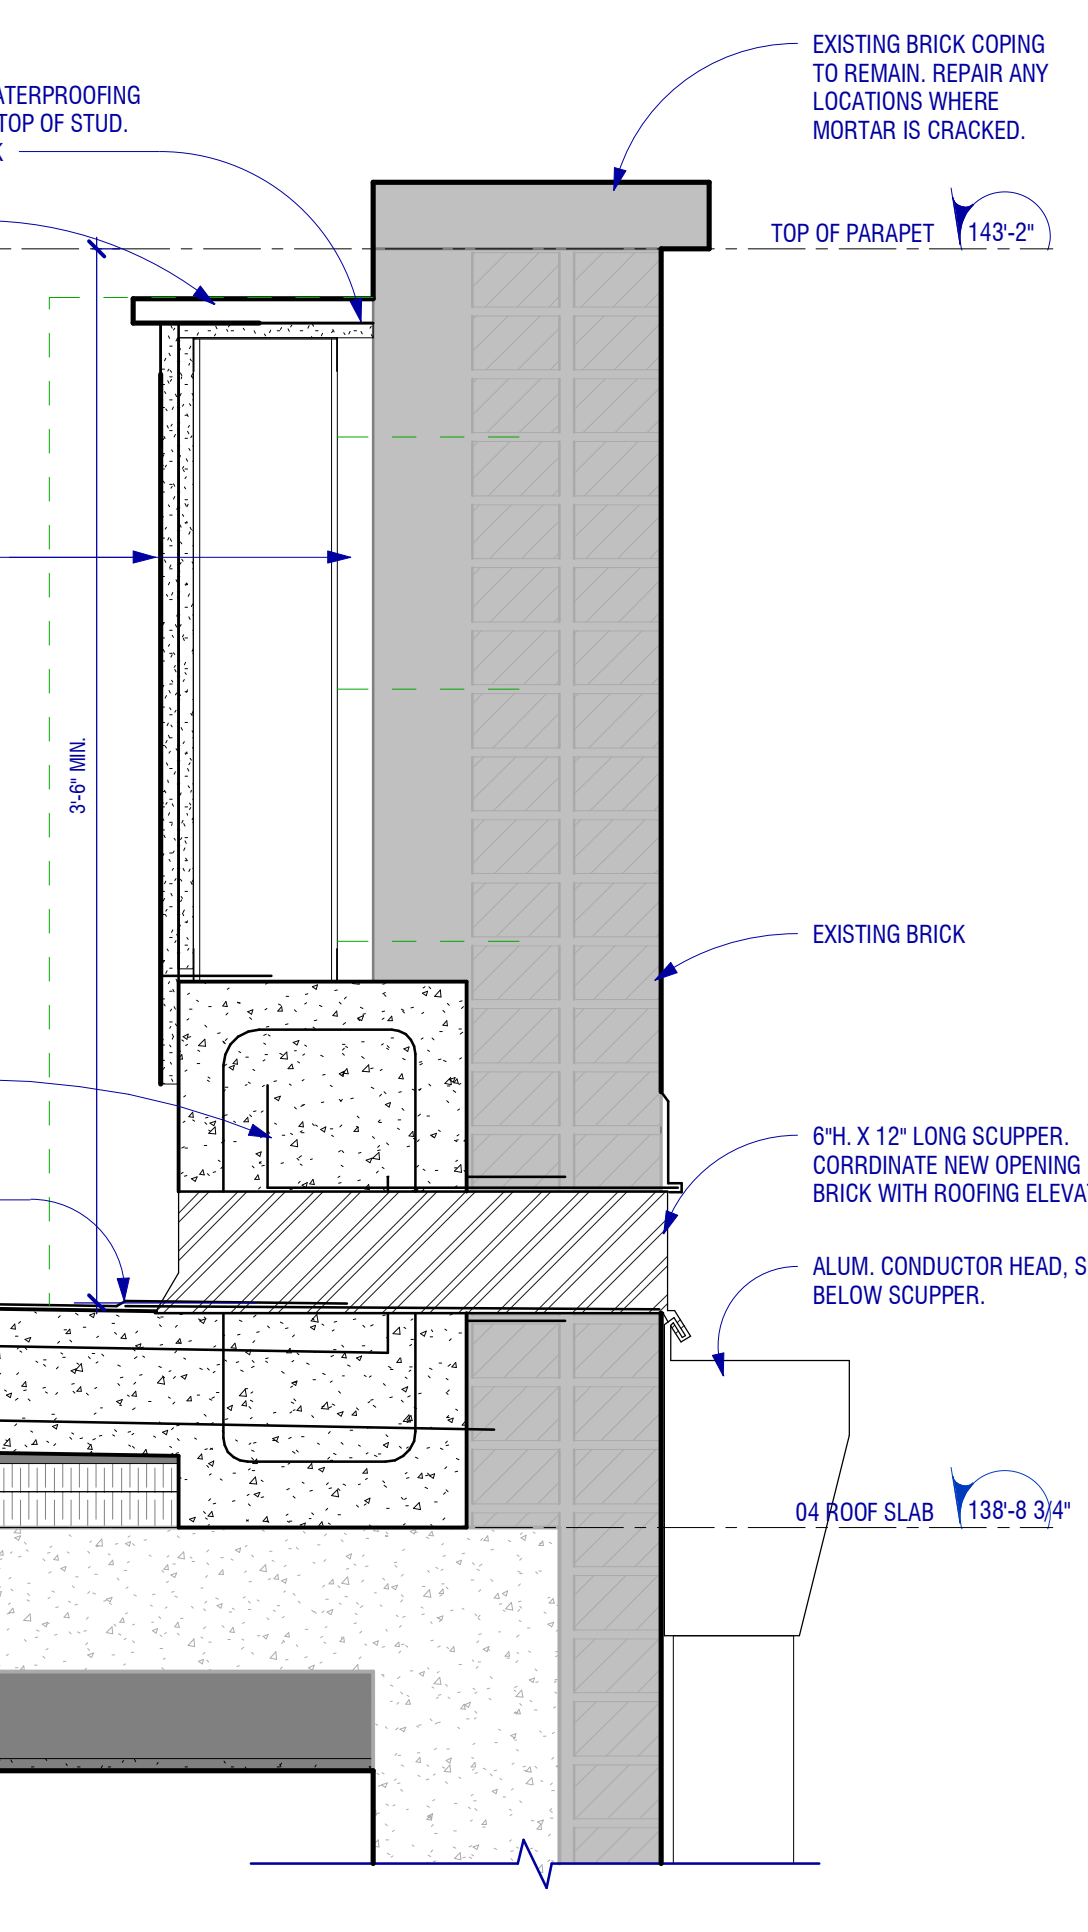 EXISTING BRICK COPING
TO REMAIN. REPAIR ANY
LOCATIONS WHERE
MORTAR IS CRACKED.
ATERPROOFING
TOP OF STUD.
K
TOP OF PARAPET
143'-2"
3'-6" MIN.
EXISTING BRICK
6"H. X 12" LONG SCUPPER.
CORRDINATE NEW OPENING
BRICK WITH ROOFING ELEVA
ALUM. CONDUCTOR HEAD, S
BELOW SCUPPER.
04 ROOF SLAB
138'-8 3/4"